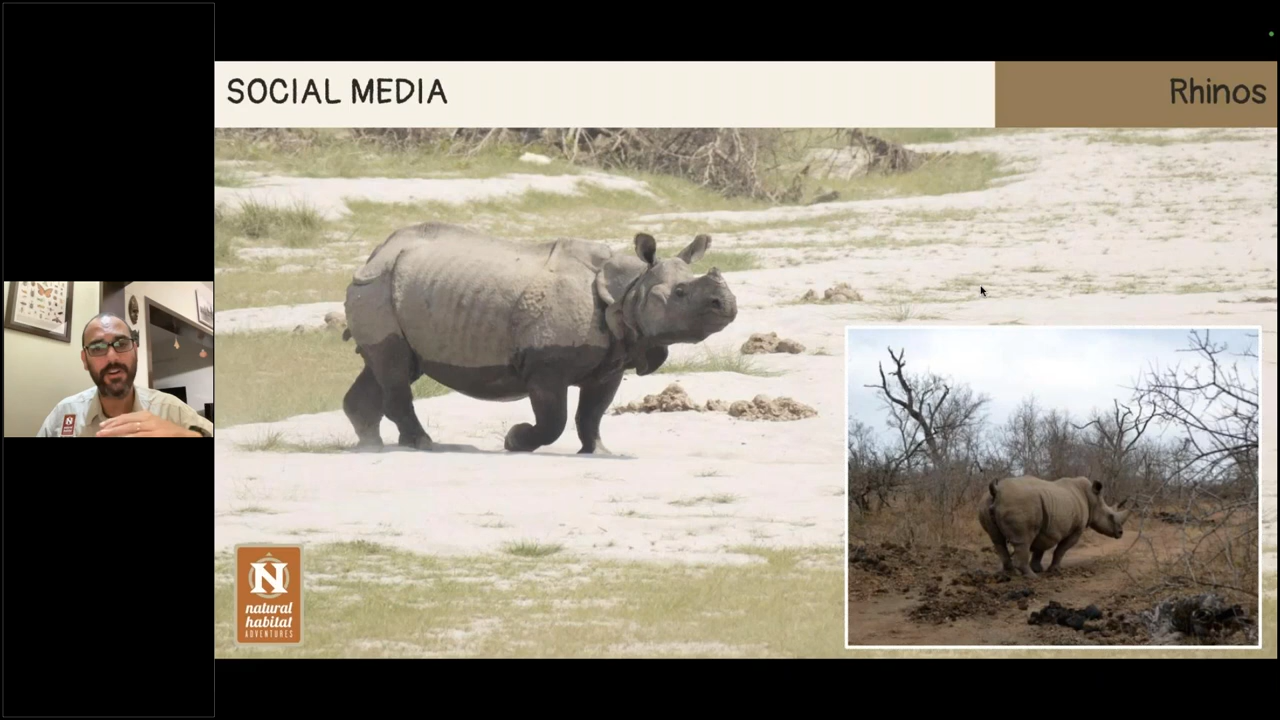 SOCIAL MEDIA
Rhinos
N
natural
habitat
ADVENTURES